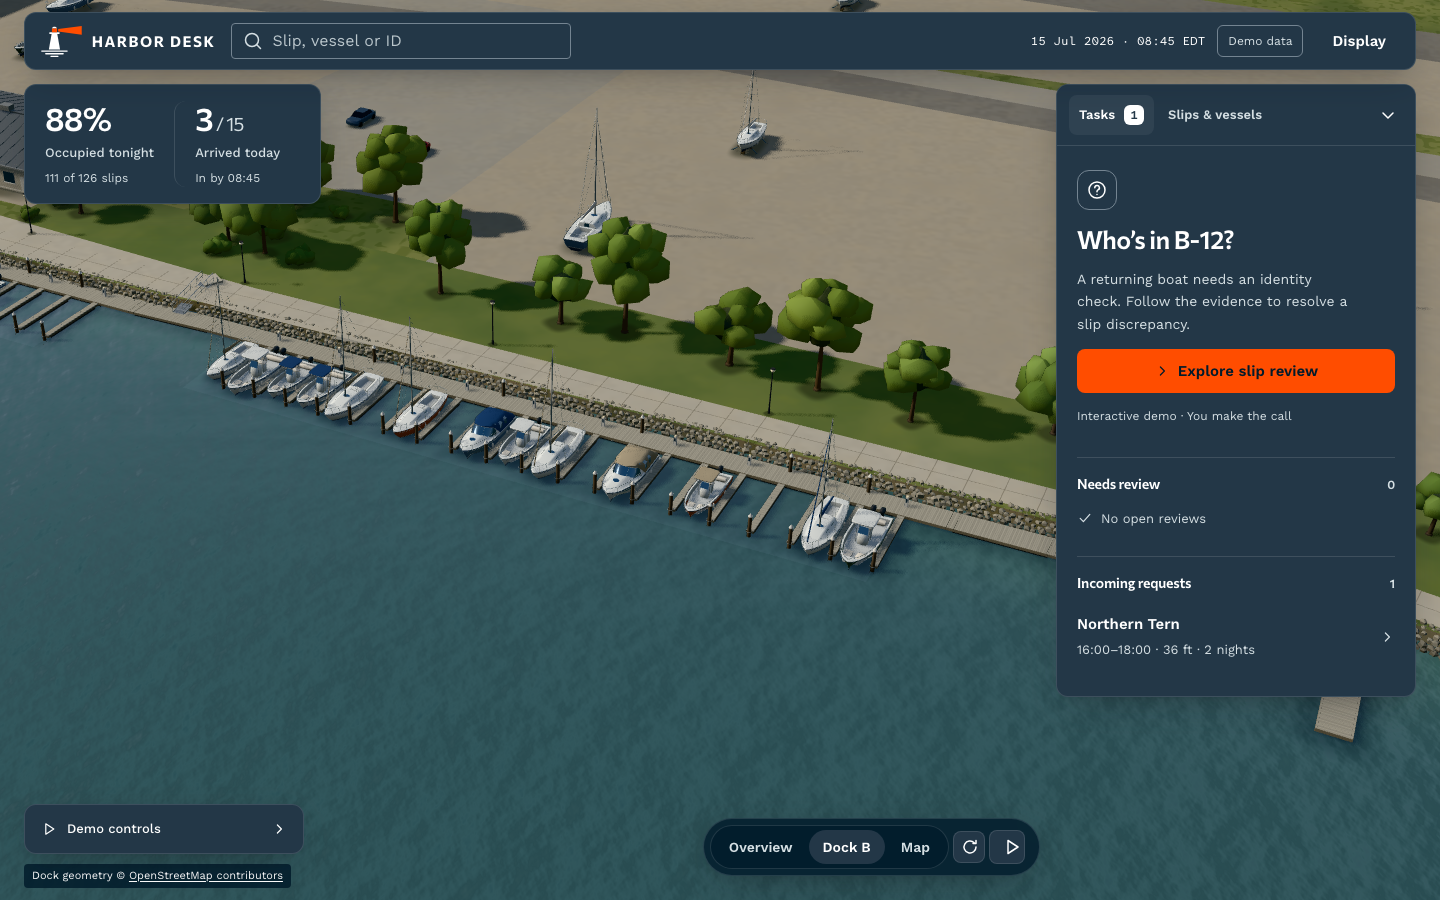 HARBOR DESK
Slip, vessel or ID
15 Jul 2026 · 08:45 EDT
Demo data
Display
88%
Occupied tonight
111 of 126 slips
3 / 15
Arrived today
In by 08:45
Tasks 1
Slips & vessels
Who's in B-12?
A returning boat needs an identity
check. Follow the evidence to resolve a
slip discrepancy.
Explore slip review
Interactive demo · You make the call
Needs review 0
No open reviews
Incoming requests 1
Northern Tern
16:00–18:00 · 36 ft · 2 nights
Demo controls
Dock geometry © OpenStreetMap contributors
Overview
Dock B
Map